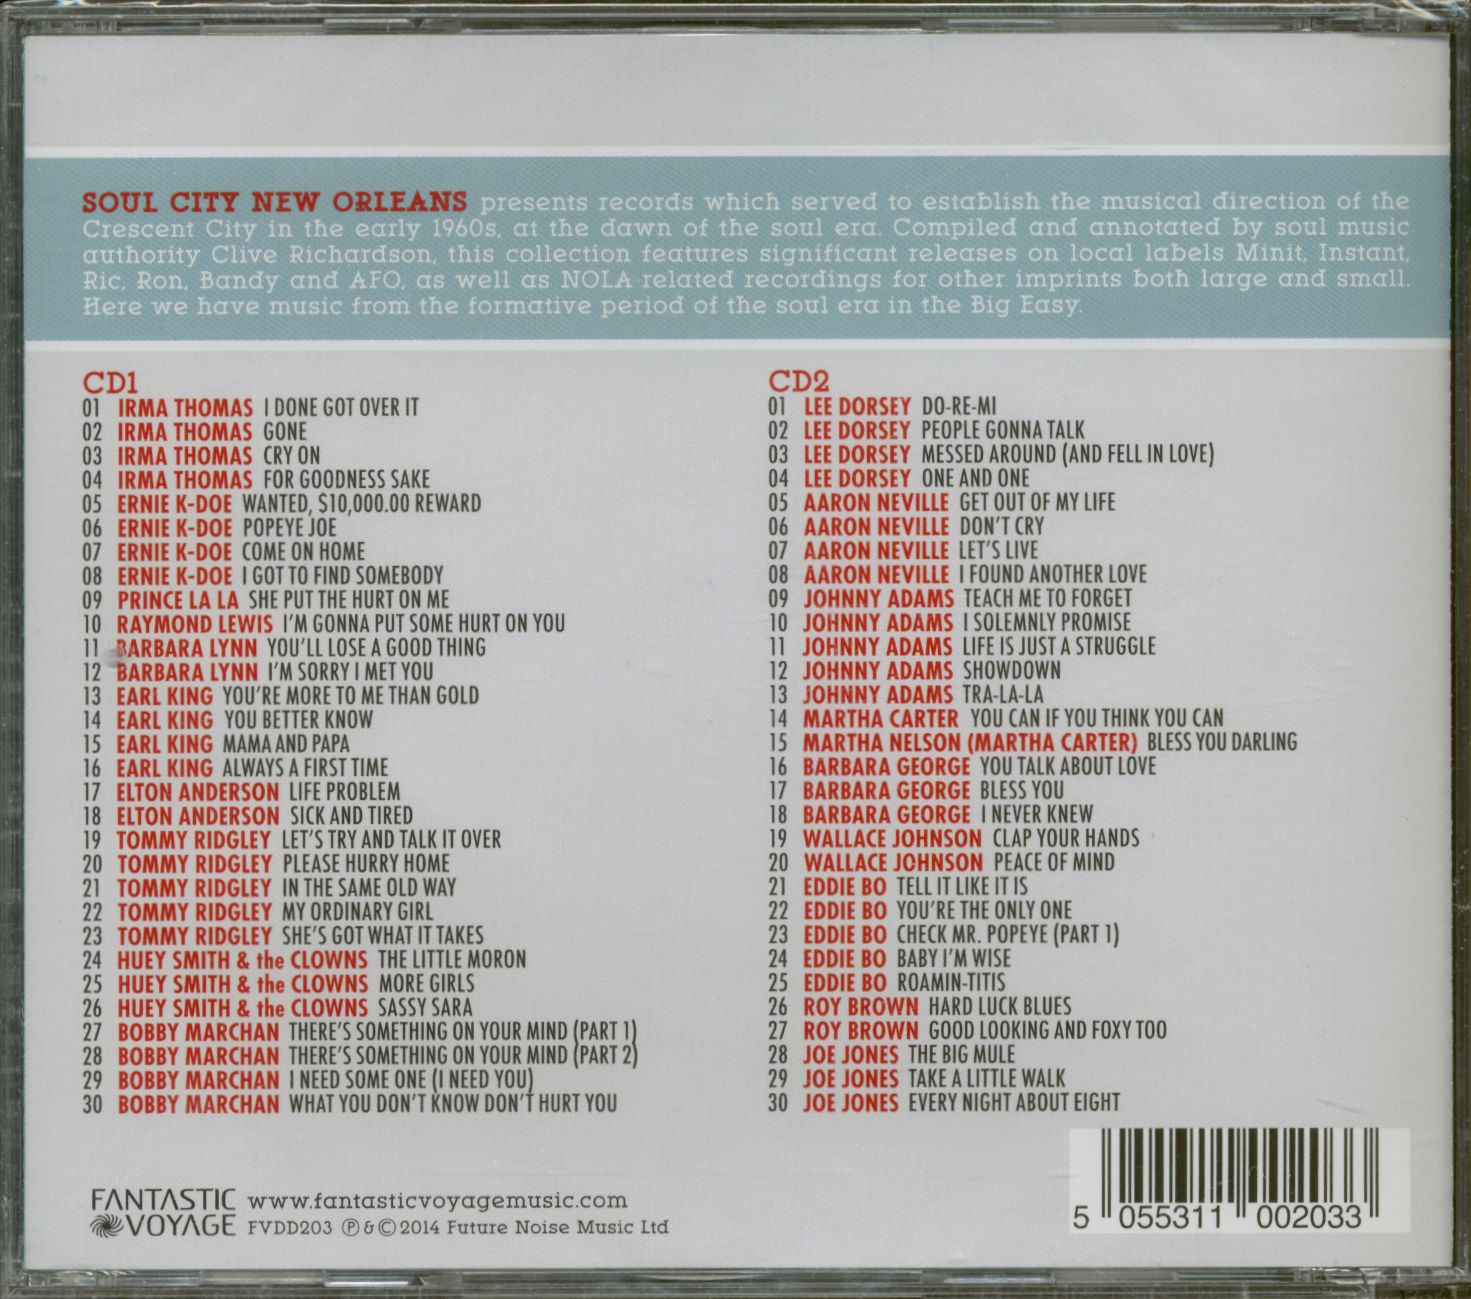 SOUL CITY NEW ORLEANS presents records which served to establish the musical direction of the
Crescent City in the early 1960s, at the dawn of the soul era. Compiled and annotated by soul music
authority Clive Richardson, this collection features significant releases on local labels Minit, Instant,
Ric, Ron, Bandy and AFO, as well as NOLA related recordings for other imprints both large and small.
Here we have music from the formative period of the soul era in the Big Easy.
CD1
01 IRMA THOMAS I DONE GOT OVER IT
02 IRMA THOMAS GONE
03 IRMA THOMAS CRY ON
04 IRMA THOMAS FOR GOODNESS SAKE
05 ERNIE K-DOE WANTED, $10,000.00 REWARD
06 ERNIE K-DOE POPEYE JOE
07 ERNIE K-DOE COME ON HOME
08 ERNIE K-DOE I GOT TO FIND SOMEBODY
09 PRINCE LA LA SHE PUT THE HURT ON ME
10 RAYMOND LEWIS I'M GONNA PUT SOME HURT ON YOU
11 BARBARA LYNN YOU'LL LOSE A GOOD THING
12 BARBARA LYNN I'M SORRY I MET YOU
13 EARL KING YOU'RE MORE TO ME THAN GOLD
14 EARL KING YOU BETTER KNOW
15 EARL KING MAMA AND PAPA
16 EARL KING ALWAYS A FIRST TIME
17 ELTON ANDERSON LIFE PROBLEM
18 ELTON ANDERSON SICK AND TIRED
19 TOMMY RIDGLEY LET'S TRY AND TALK IT OVER
20 TOMMY RIDGLEY PLEASE HURRY HOME
21 TOMMY RIDGLEY IN THE SAME OLD WAY
22 TOMMY RIDGLEY MY ORDINARY GIRL
23 TOMMY RIDGLEY SHE'S GOT WHAT IT TAKES
24 HUEY SMITH & the CLOWNS THE LITTLE MORON
25 HUEY SMITH & the CLOWNS MORE GIRLS
26 HUEY SMITH & the CLOWNS SASSY SARA
27 BOBBY MARCHAN THERE'S SOMETHING ON YOUR MIND (PART 1)
28 BOBBY MARCHAN THERE'S SOMETHING ON YOUR MIND (PART 2)
29 BOBBY MARCHAN I NEED SOME ONE (I NEED YOU)
30 BOBBY MARCHAN WHAT YOU DON'T KNOW DON'T HURT YOU
CD2
01 LEE DORSEY DO-RE-MI
02 LEE DORSEY PEOPLE GONNA TALK
03 LEE DORSEY MESSED AROUND (AND FELL IN LOVE)
04 LEE DORSEY ONE AND ONE
05 AARON NEVILLE GET OUT OF MY LIFE
06 AARON NEVILLE DON'T CRY
07 AARON NEVILLE LET'S LIVE
08 AARON NEVILLE I FOUND ANOTHER LOVE
09 JOHNNY ADAMS TEACH ME TO FORGET
10 JOHNNY ADAMS I SOLEMNLY PROMISE
11 JOHNNY ADAMS LIFE IS JUST A STRUGGLE
12 JOHNNY ADAMS SHOWDOWN
13 JOHNNY ADAMS TRA-LA-LA
14 MARTHA CARTER YOU CAN IF YOU THINK YOU CAN
15 MARTHA NELSON (MARTHA CARTER) BLESS YOU DARLING
16 BARBARA GEORGE YOU TALK ABOUT LOVE
17 BARBARA GEORGE BLESS YOU
18 BARBARA GEORGE I NEVER KNEW
19 WALLACE JOHNSON CLAP YOUR HANDS
20 WALLACE JOHNSON PEACE OF MIND
21 EDDIE BO TELL IT LIKE IT IS
22 EDDIE BO YOU'RE THE ONLY ONE
23 EDDIE BO CHECK MR. POPEYE (PART 1)
24 EDDIE BO BABY I'M WISE
25 EDDIE BO ROAMIN-TITIS
26 ROY BROWN HARD LUCK BLUES
27 ROY BROWN GOOD LOOKING AND FOXY TOO
28 JOE JONES THE BIG MULE
29 JOE JONES TAKE A LITTLE WALK
30 JOE JONES EVERY NIGHT ABOUT EIGHT
FANTASTIC VOYAGE
www.fantasticvoyagemusic.com
FVDD203 ℗ & © 2014 Future Noise Music Ltd
5 055311 002033